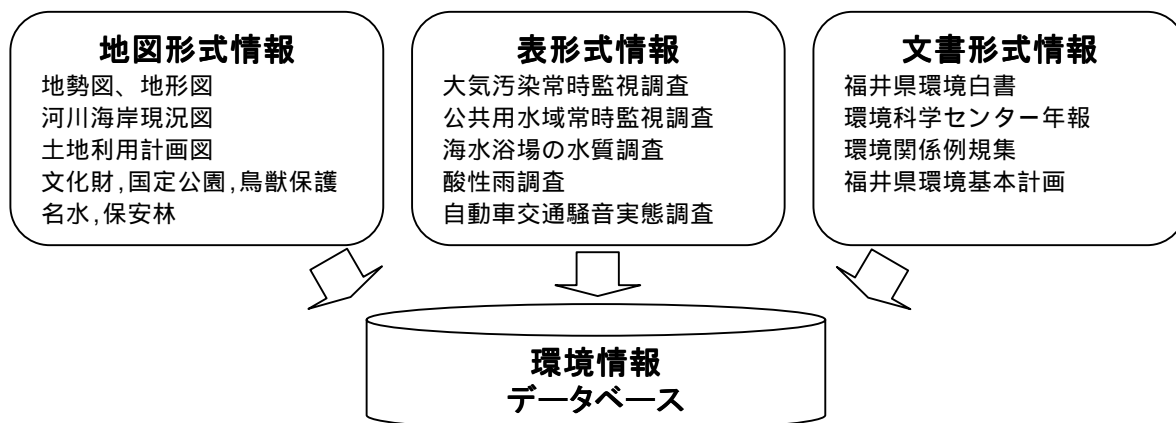 地図形式情報
地勢図、地形図
河川海岸現況図
土地利用計画図
文化財,国定公園,鳥獣保護
名水,保安林
表形式情報
大気汚染常時監視調査
公共用水域常時監視調査
海水浴場の水質調査
酸性雨調査
自動車交通騒音実態調査
文書形式情報
福井県環境白書
環境科学センター年報
環境関係例規集
福井県環境基本計画
環境情報
データベース